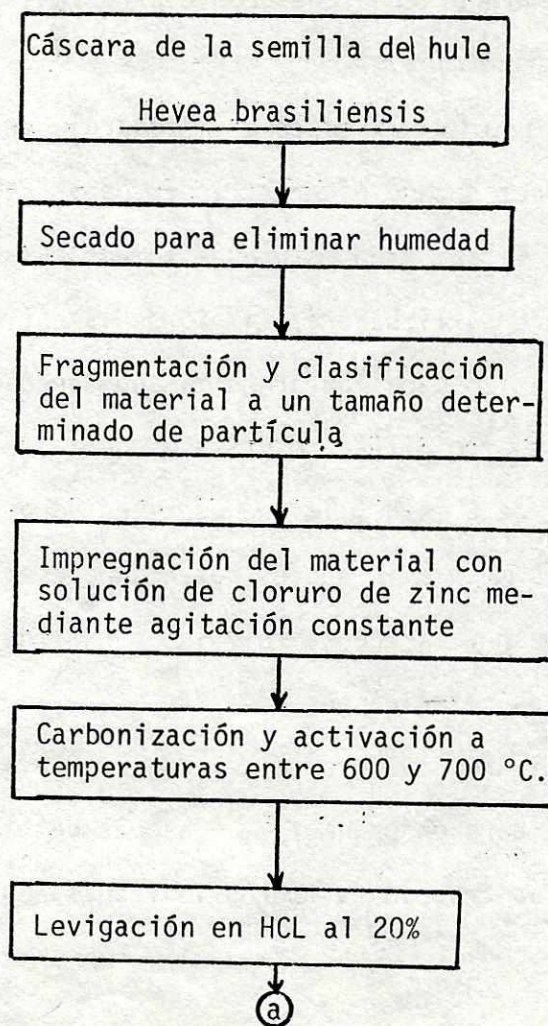 Cáscara de la semilla del hule
Hevea brasiliensis
Secado para eliminar humedad
Fragmentación y clasificación
del material a un tamaño deter-
minado de partícula
Impregnación del material con
solución de cloruro de zinc me-
diante agitación constante
Carbonización y activación a
temperaturas entre 600 y 700 °C.
Levigación en HCL al 20%
a